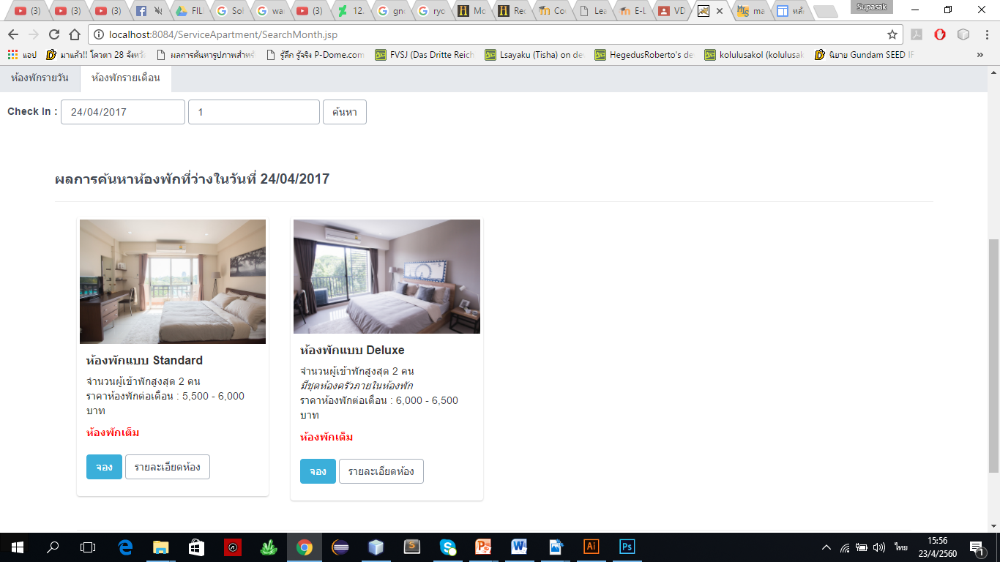 (3)
(3)
(3)
FIL
Sol
wa
(3)
12.
gno
ryo
Mo
Rec
Cou
Lea
E-L
VD
ma
หลัก
Supasak
localhost:8084/ServiceApartment/SearchMonth.jsp
แอป
มาแล้ว!! โควตา 28 จังหวั
ผลการค้นหารูปภาพสำหร
รู้ลึก รู้จริง P-Dome.com
FVSJ (Das Dritte Reich
Lsayaku (Tisha) on de
HegedusRoberto's de
kolulusakol (kolulusak
นิยาย Gundam SEED IF
»
ห้องพักรายวัน
ห้องพักรายเดือน
Check In : 24/04/2017 1 ค้นหา
ผลการค้นหาห้องพักที่ว่างในวันที่ 24/04/2017
ห้องพักแบบ Standard
จำนวนผู้เข้าพักสูงสุด 2 คน
ราคาห้องพักต่อเดือน : 5,500 - 6,000
บาท
ห้องพักเต็ม
จอง รายละเอียดห้อง
ห้องพักแบบ Deluxe
จำนวนผู้เข้าพักสูงสุด 2 คน
มีชุดห้องครัวภายในห้องพัก
ราคาห้องพักต่อเดือน : 6,000 - 6,500
บาท
ห้องพักเต็ม
จอง รายละเอียดห้อง
ไทย
15:56
23/4/2560
1